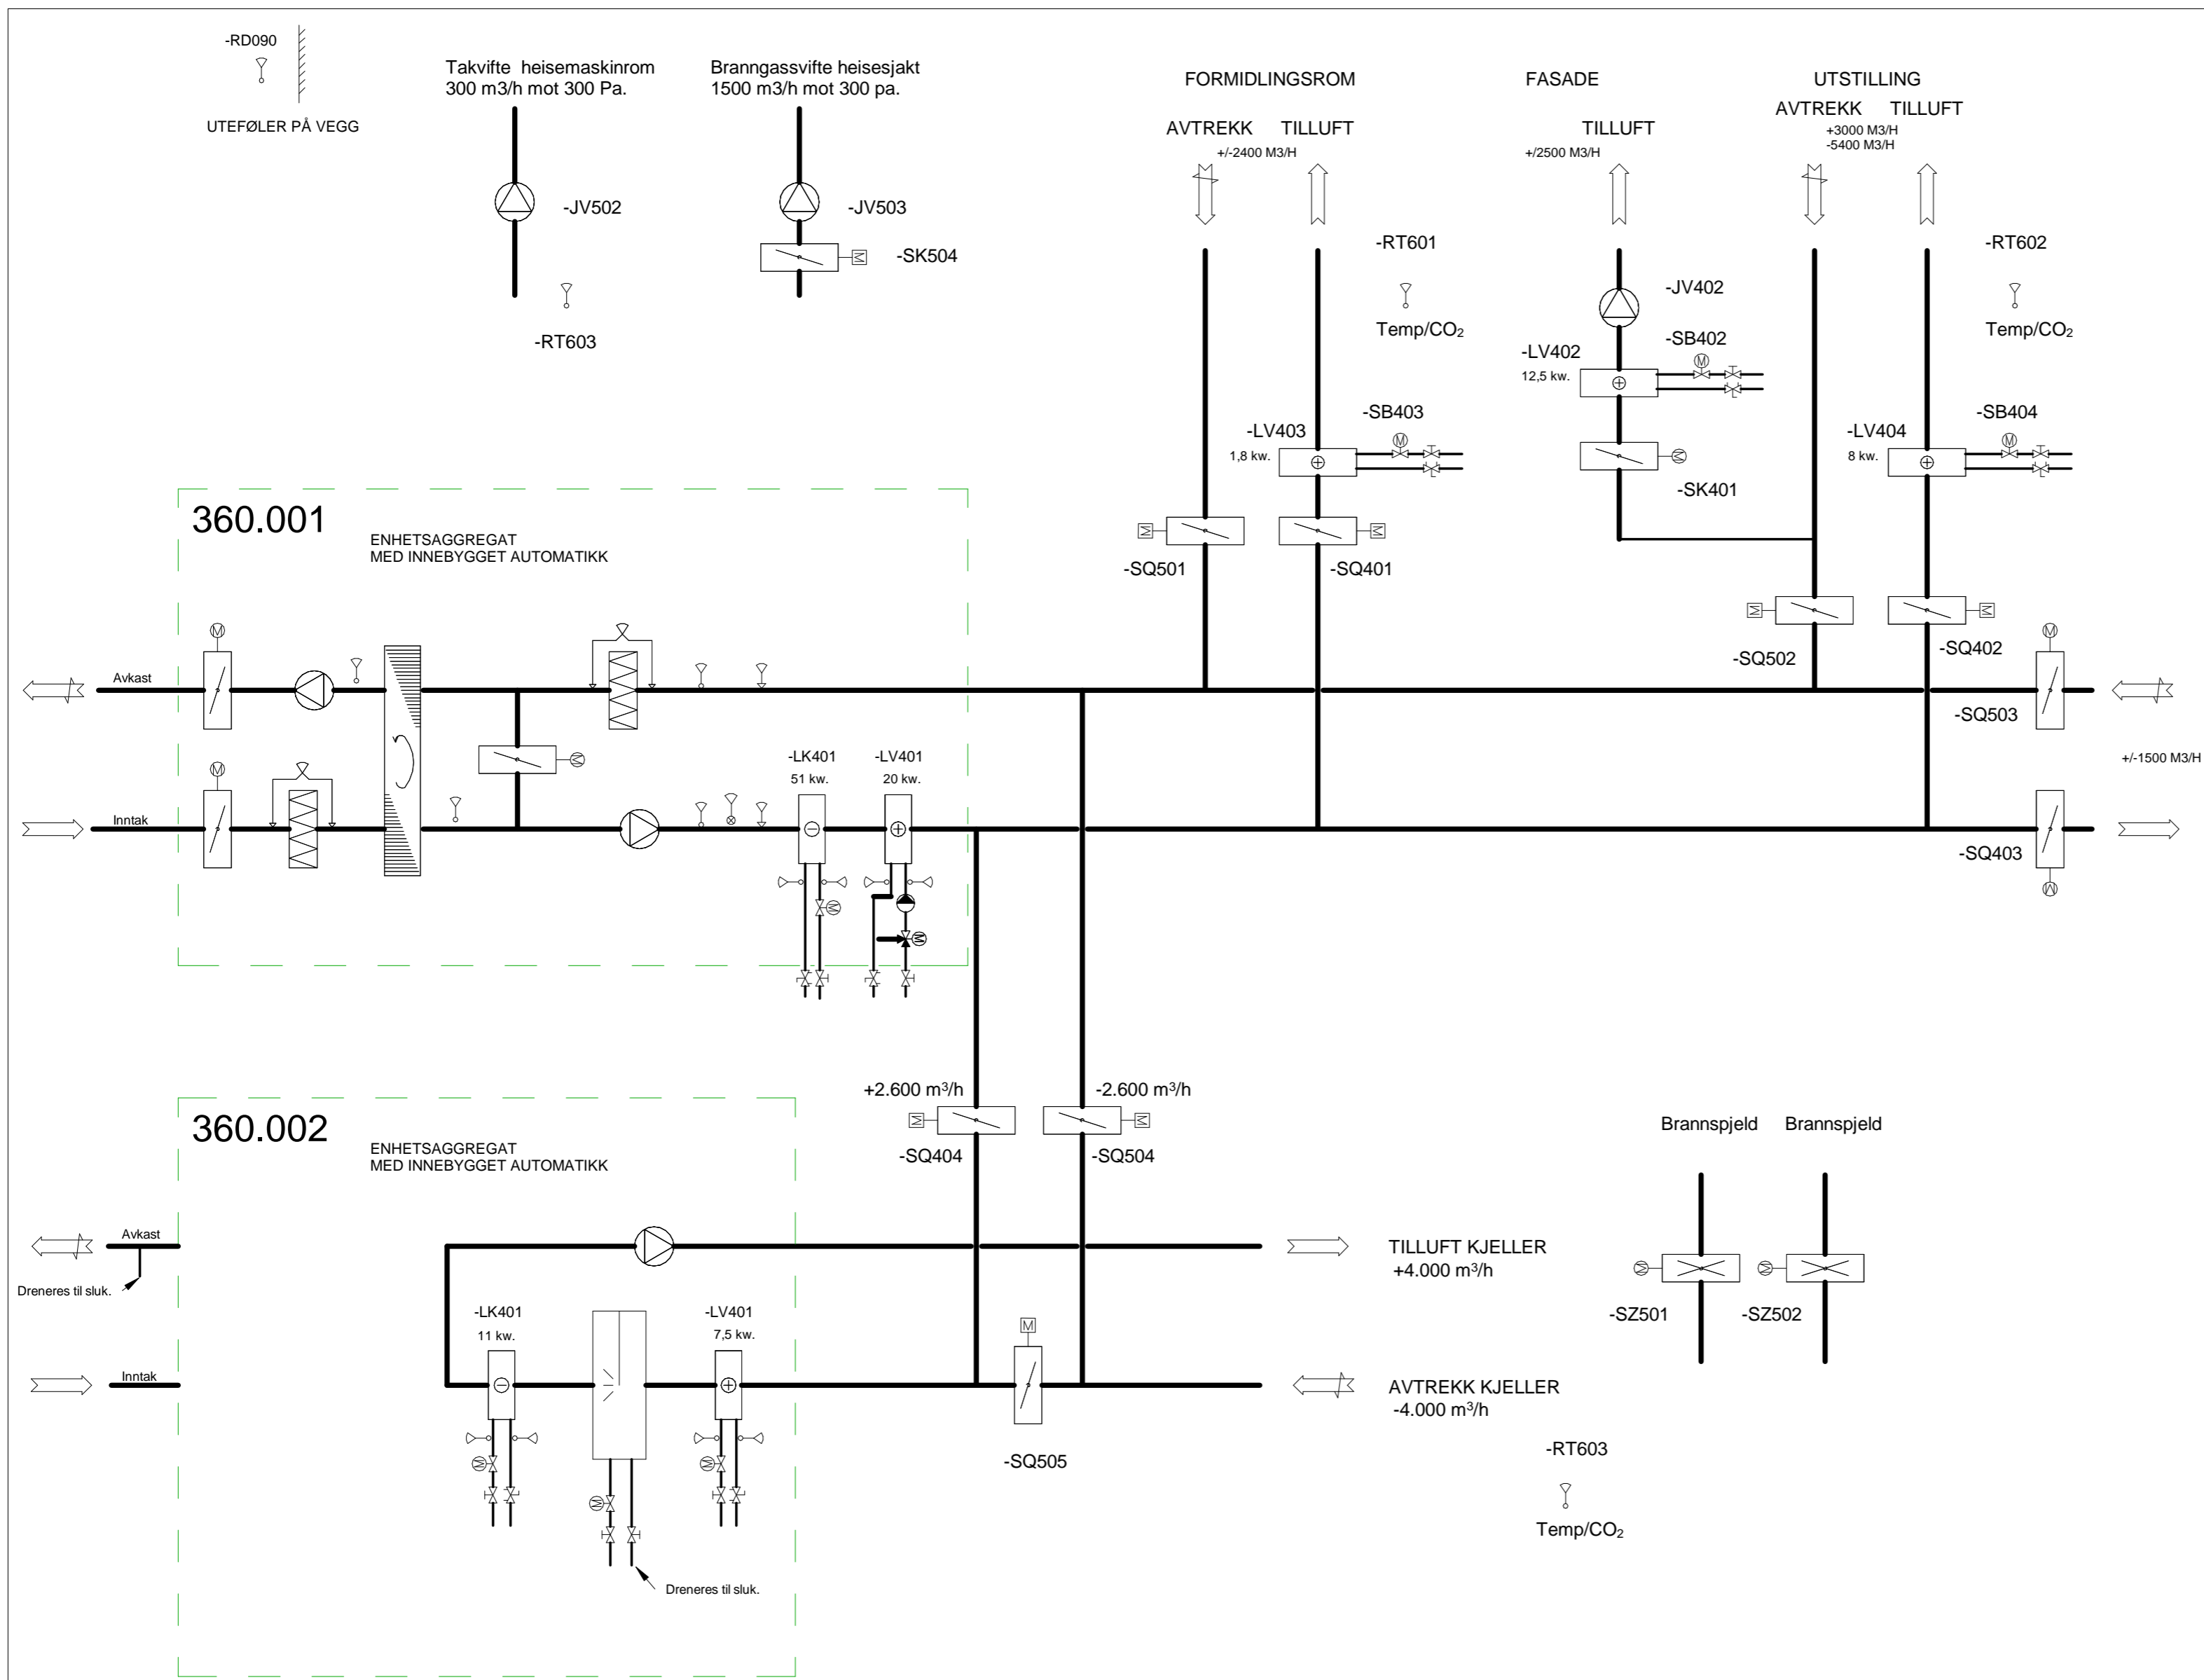 -RD090
UTEFØLER PÅ VEGG
Takvifte heisemaskinrom
300 m3/h mot 300 Pa.
-JV502
-RT603
Branngassvifte heisesjakt
1500 m3/h mot 300 pa.
-JV503
M
-SK504
FORMIDLINGSROM
AVTREKK TILLUFT
+/-2400 M3/H
FASADE
TILLUFT
+/2500 M3/H
UTSTILLING
AVTREKK TILLUFT
+3000 M3/H
-5400 M3/H
-RT601
Temp/CO₂
-JV402
-LV402
12,5 kw.
-SB402
M
-RT602
Temp/CO₂
-LV403
1,8 kw.
-SB403
M
M
-SK401
-LV404
8 kw.
-SB404
M
M
-SQ501
M
-SQ401
M
-SQ502
M
-SQ402
M
-SQ503
+/-1500 M3/H
-SQ403
M
360.001
ENHETSAGGREGAT
MED INNEBYGGET AUTOMATIKK
M
Avkast
M
M
Inntak
-LK401
51 kw.
-LV401
20 kw.
M
M
+2.600 m³/h
M
-SQ404
-2.600 m³/h
M
-SQ504
360.002
ENHETSAGGREGAT
MED INNEBYGGET AUTOMATIKK
Avkast
Dreneres til sluk.
Inntak
-LK401
11 kw.
-LV401
7,5 kw.
M
M
M
Dreneres til sluk.
M
-SQ505
TILLUFT KJELLER
+4.000 m³/h
AVTREKK KJELLER
-4.000 m³/h
-RT603
Temp/CO₂
Brannspjeld Brannspjeld
M
-SZ501
M
-SZ502